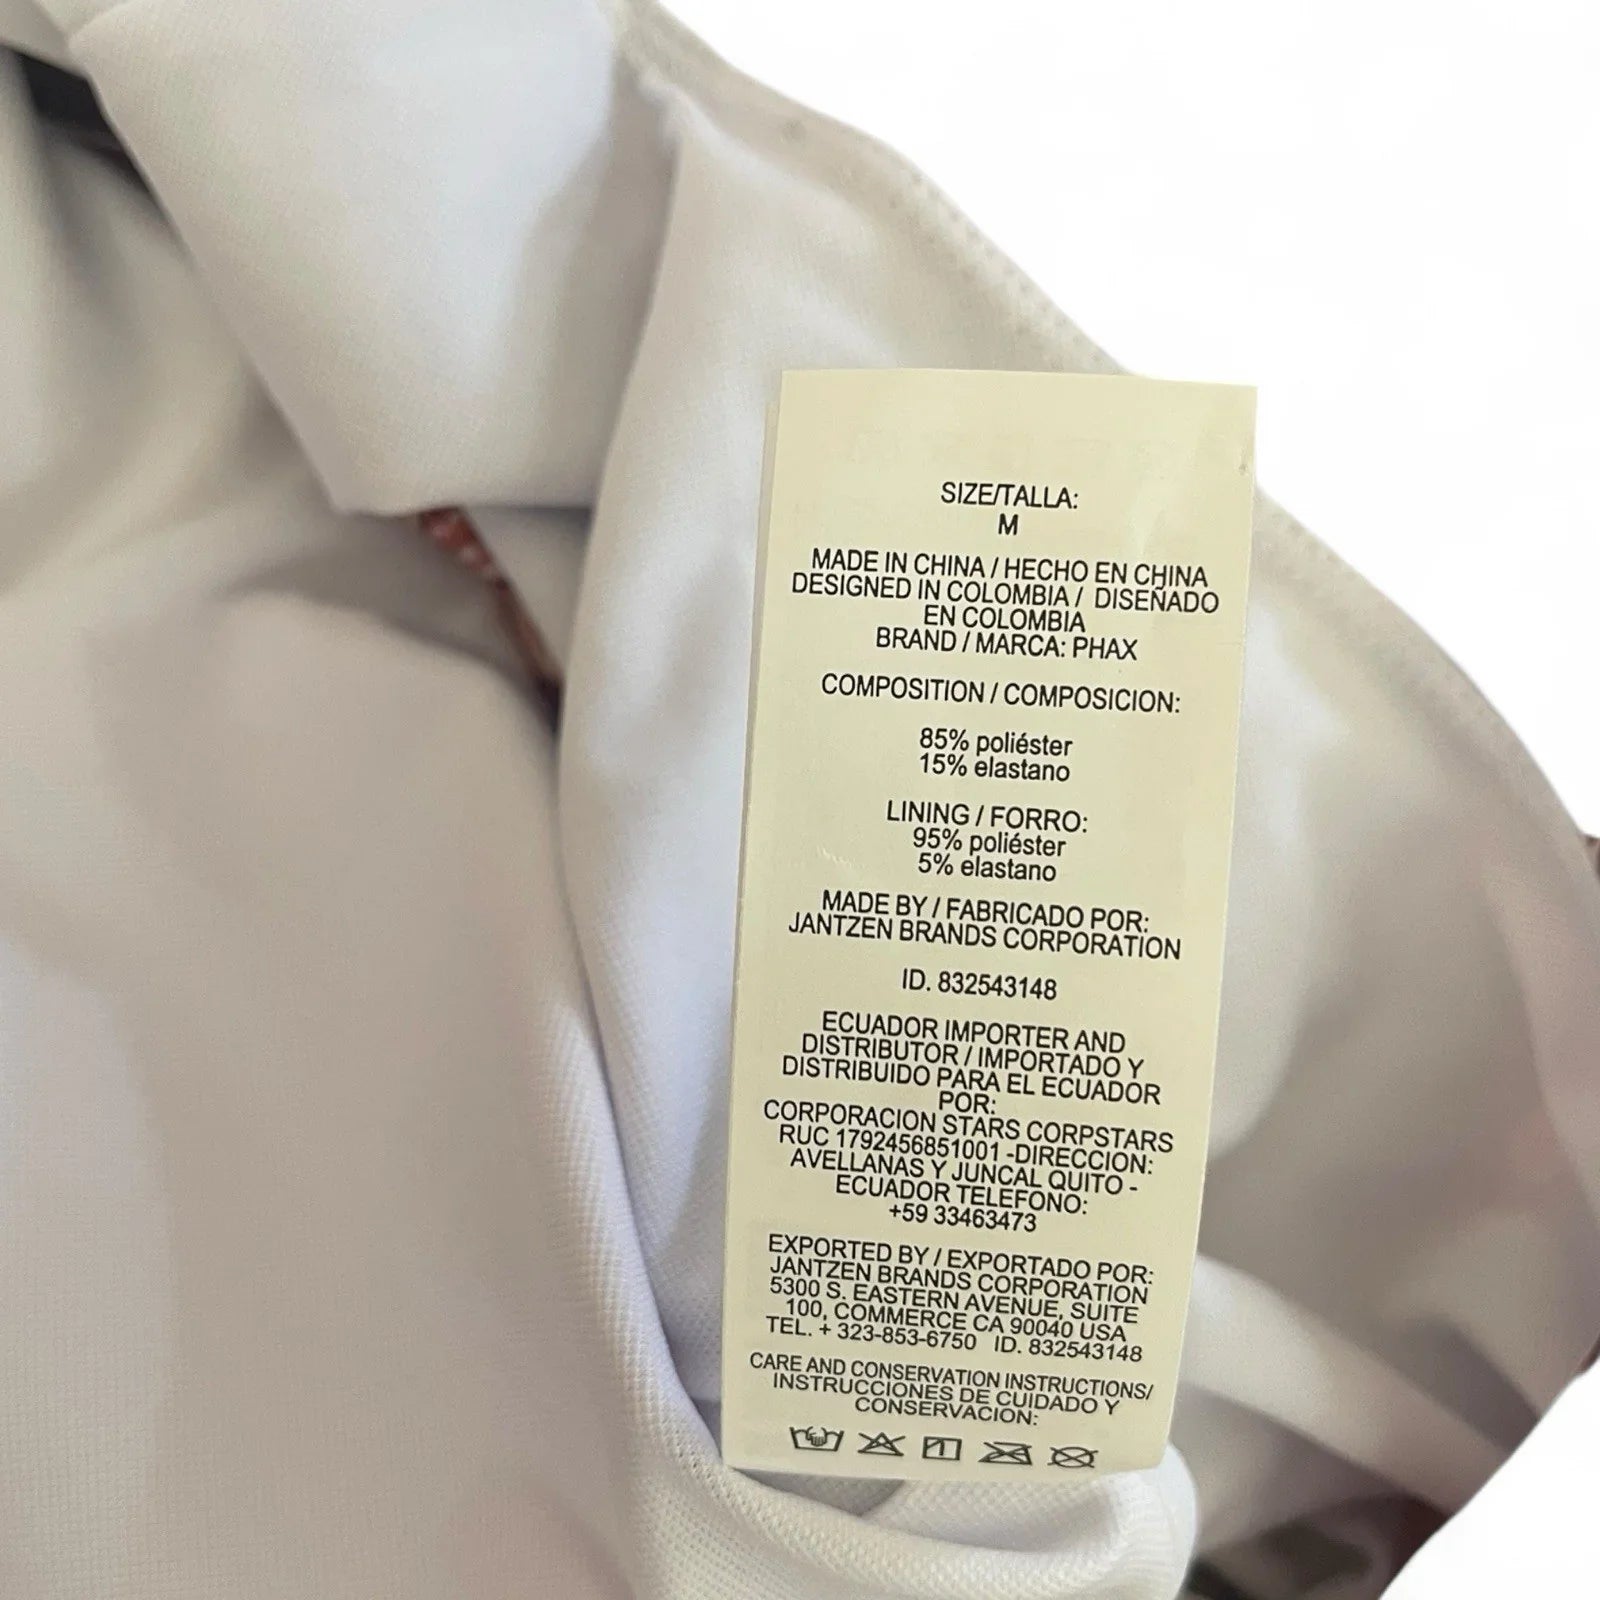 SIZE/TALLA:
M
MADE IN CHINA / HECHO EN CHINA
DESIGNED IN COLOMBIA / DISEÑADO
EN COLOMBIA
BRAND / MARCA: PHAX
COMPOSITION / COMPOSICION:
85% poliéster
15% elastano
LINING / FORRO:
95% poliéster
5% elastano
MADE BY / FABRICADO POR:
JANTZEN BRANDS CORPORATION
ID. 832543148
ECUADOR IMPORTER AND
DISTRIBUTOR / IMPORTADO Y
DISTRIBUIDO PARA EL ECUADOR
POR:
CORPORACION STARS CORPSTARS
RUC 1792456851001 -DIRECCION:
AVELLANAS Y JUNCAL QUITO -
ECUADOR TELEFONO:
+59 33463473
EXPORTED BY / EXPORTADO POR:
JANTZEN BRANDS CORPORATION
5300 S. EASTERN AVENUE, SUITE
100, COMMERCE CA 90040 USA
TEL. + 323-853-6750 ID. 832543148
CARE AND CONSERVATION INSTRUCTIONS/
INSTRUCCIONES DE CUIDADO Y
CONSERVACION: